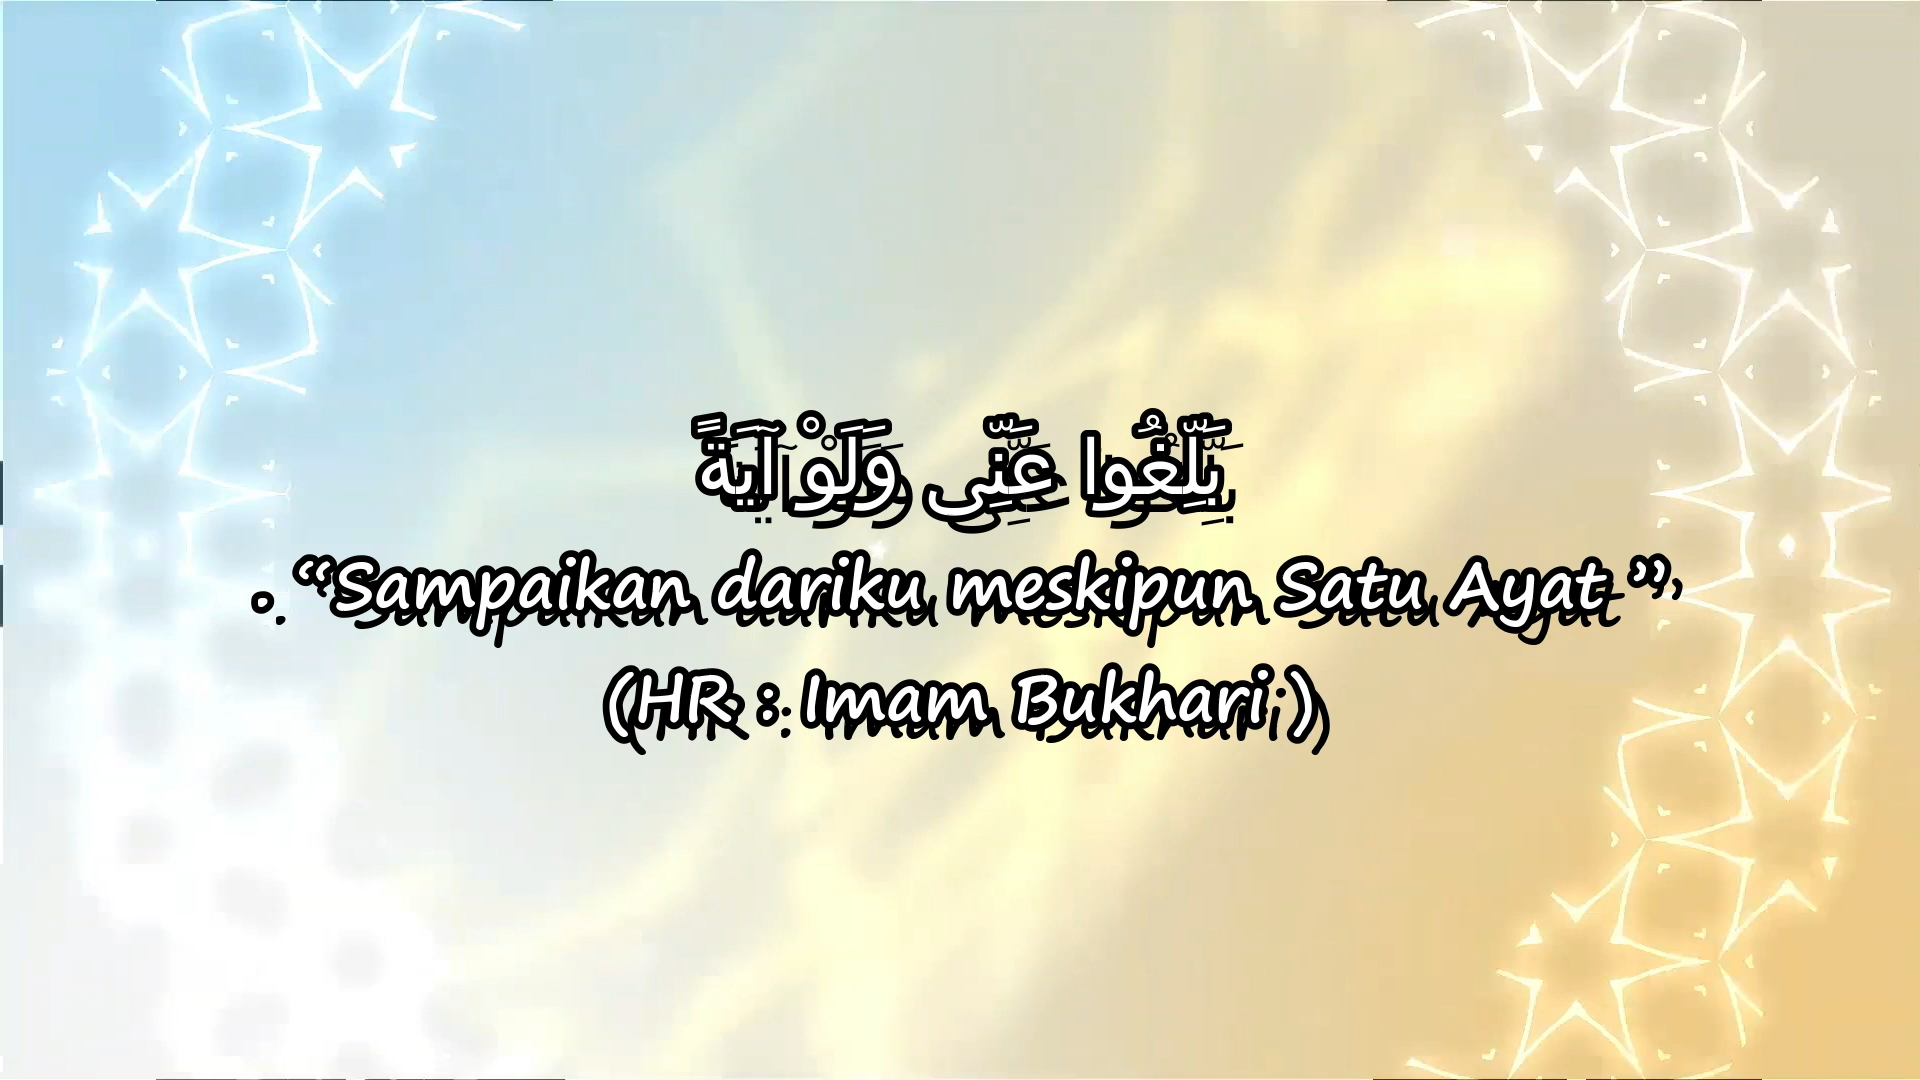 بَلِّغُوا عَنِّى وَلَوْ آيَةً
. “Sampaikan dariku meskipun Satu Ayat ”
(HR : Imam Bukhari )